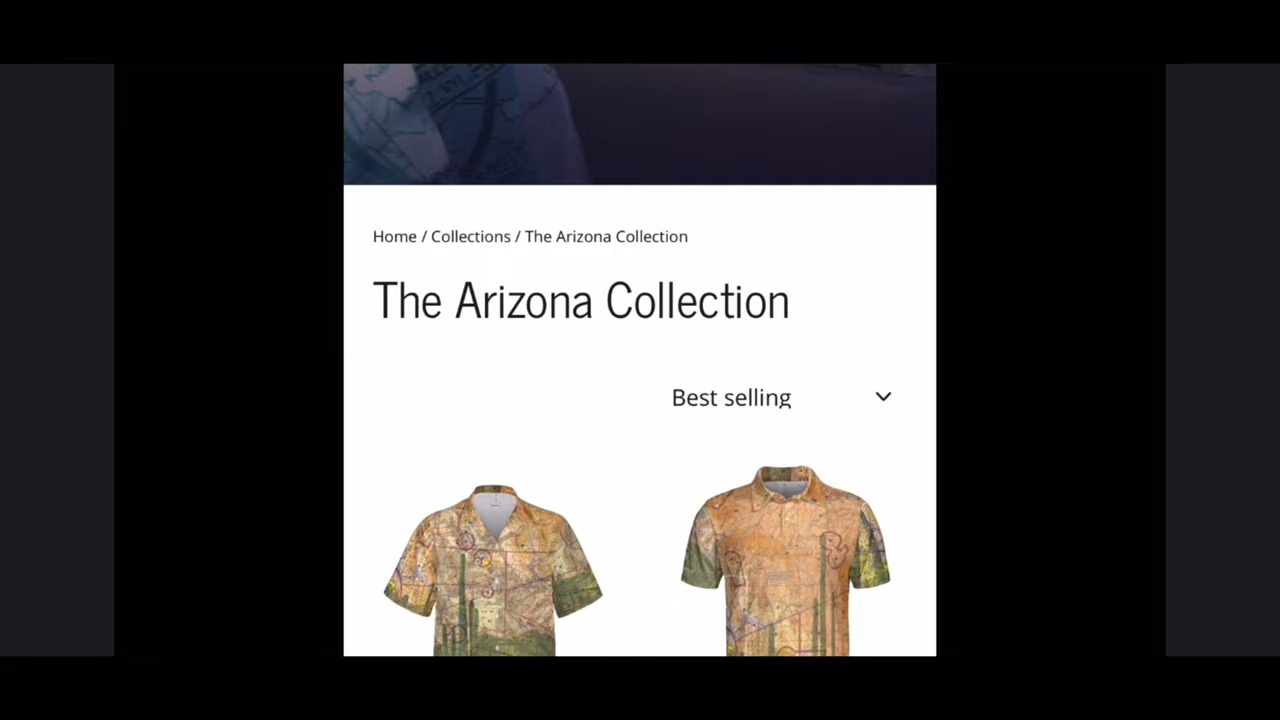 Home / Collections / The Arizona Collection
The Arizona Collection
Best selling